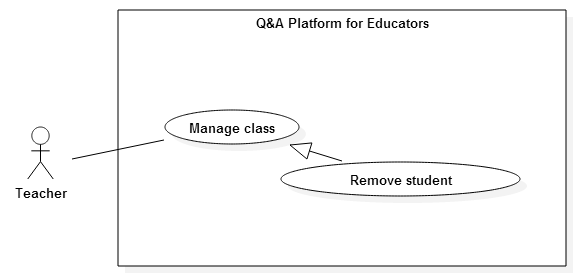 Q&A Platform for Educators
Manage class
Remove student
Teacher